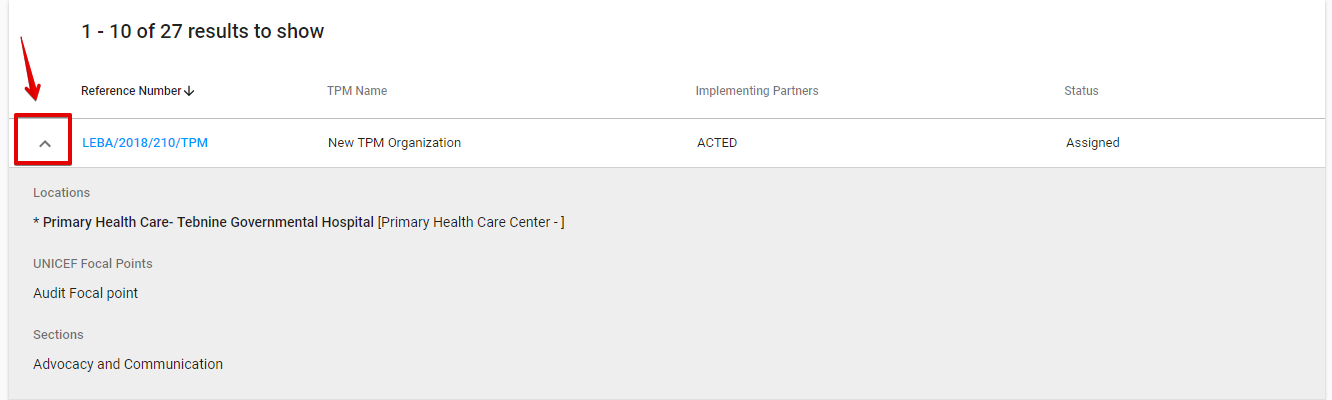 1 - 10 of 27 results to show
Reference Number TPM Name Implementing Partners Status
LEBA/2018/210/TPM New TPM Organization ACTED Assigned
Locations
* Primary Health Care- Tebnine Governmental Hospital [Primary Health Care Center - ]
UNICEF Focal Points
Audit Focal point
Sections
Advocacy and Communication